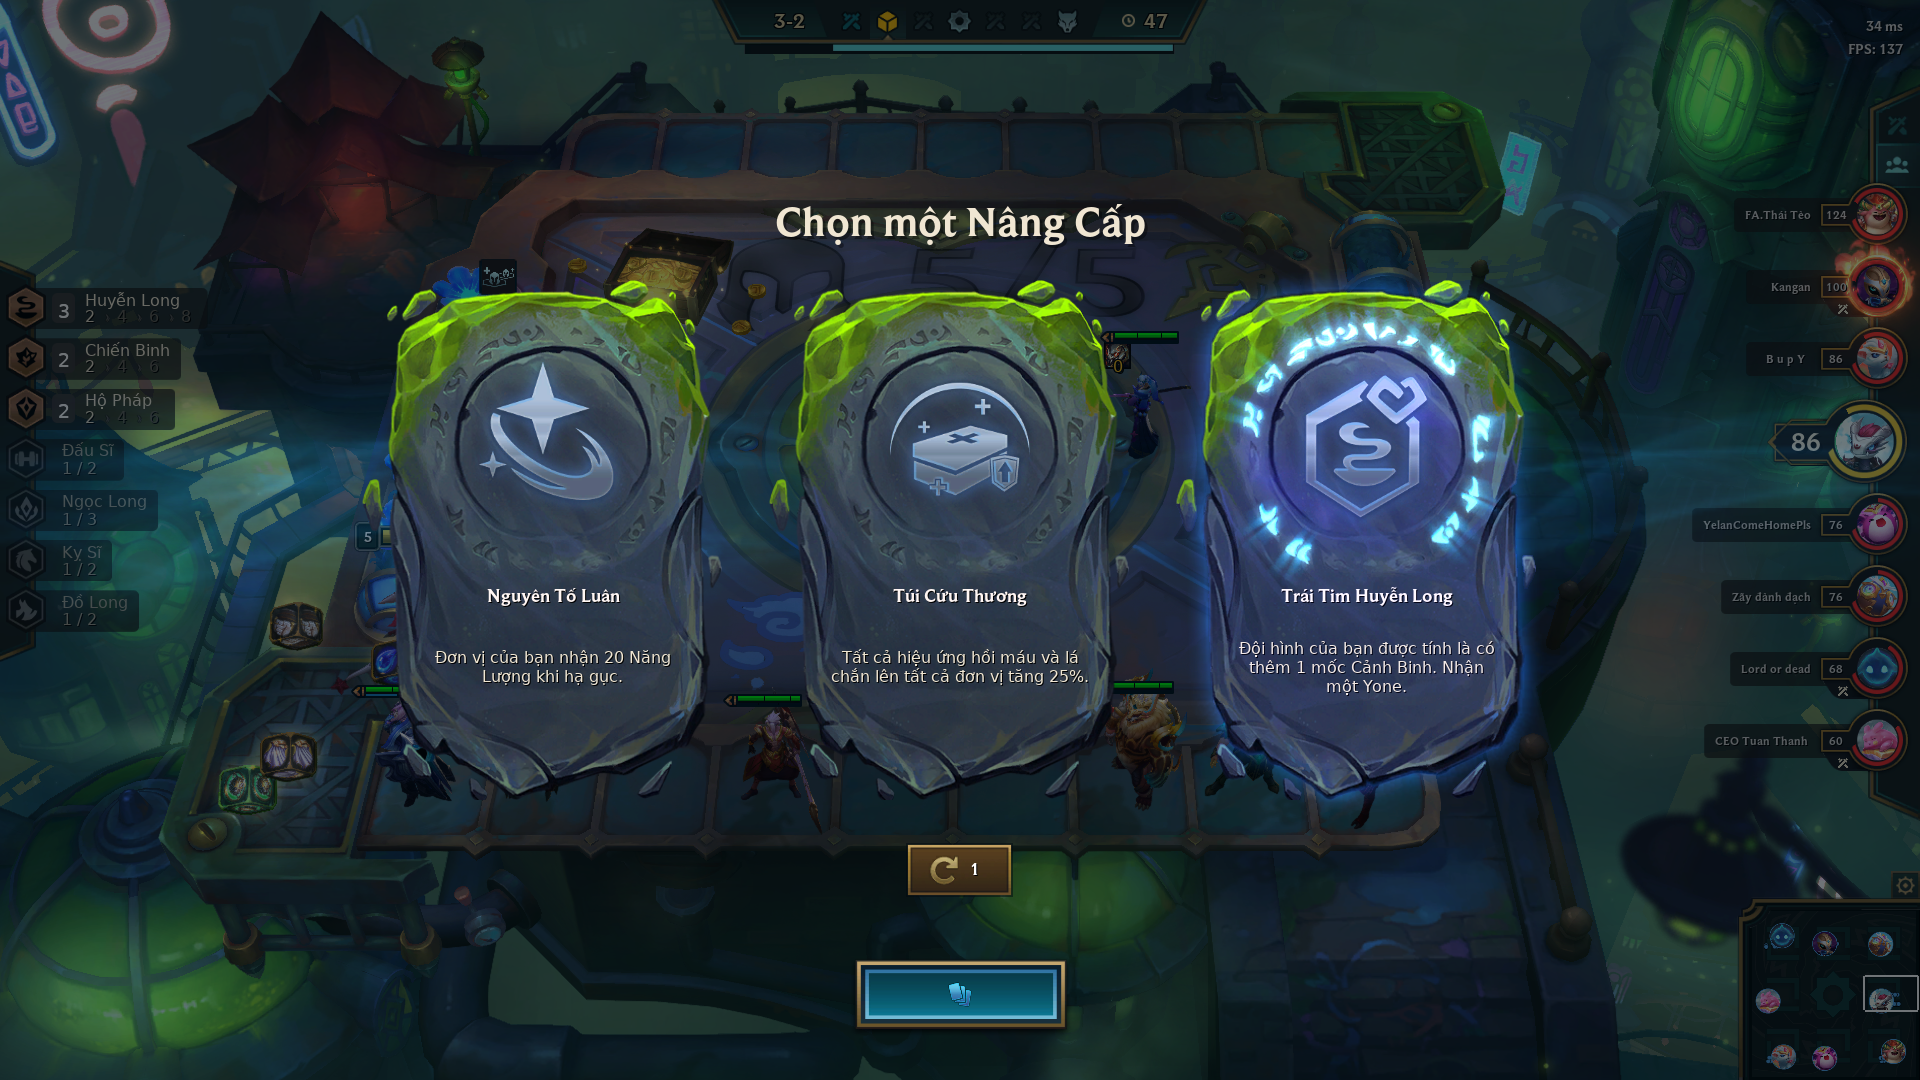 3-2
47
34 ms
FPS: 137
Chọn một Nâng Cấp
FA.Thái Tèo 124
Kangan 100
B u p Y 86
86
YelanComeHomePls 76
Zây đánh đạch 76
Lord or dead 68
CEO Tuan Thanh 60
3 Huyễn Long
2 4 6 8
2 Chiến Binh
2 4 6
2 Hộ Pháp
2 4 6
Đấu Sĩ
1 / 2
Ngọc Long
1 / 3
Kỵ Sĩ
1 / 2
Đồ Long
1 / 2
5
0
5/5
Nguyên Tố Luân
Đơn vị của bạn nhận 20 Năng
Lượng khi hạ gục.
Túi Cứu Thương
Tất cả hiệu ứng hồi máu và lá
chắn lên tất cả đơn vị tăng 25%.
Trái Tim Huyễn Long
Đội hình của bạn được tính là có
thêm 1 mốc Cảnh Binh. Nhận
một Yone.
1